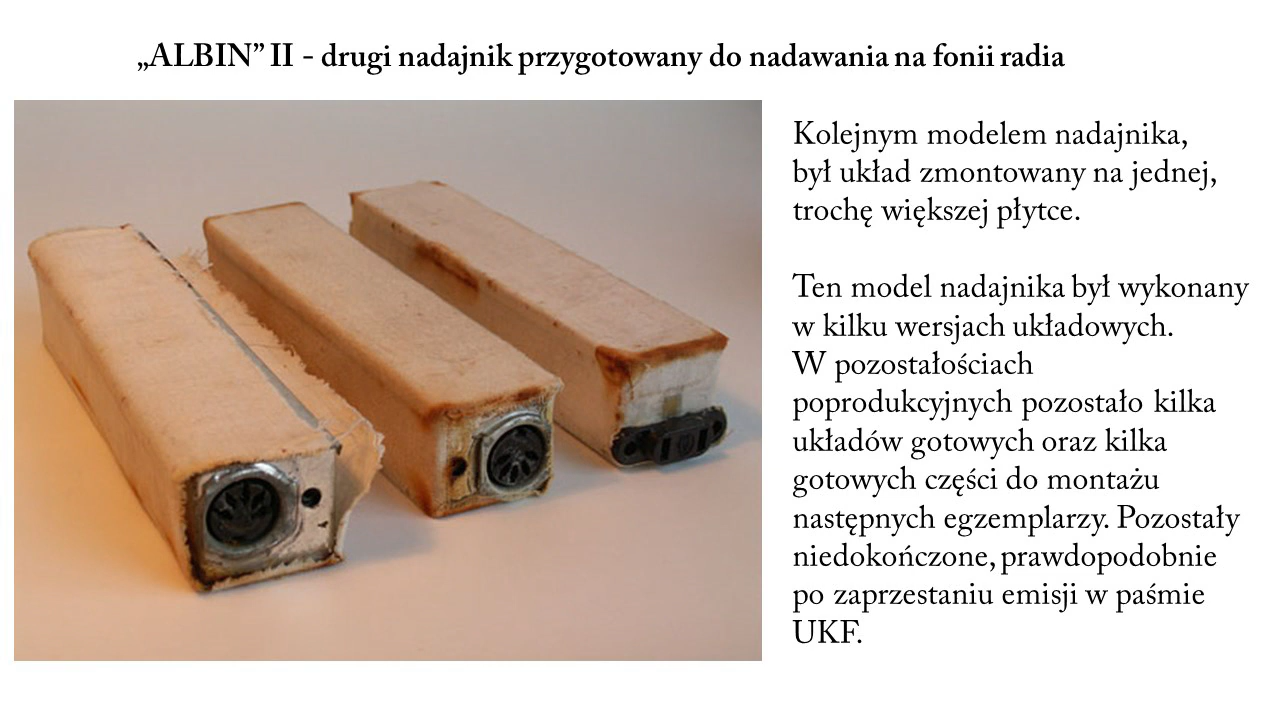 „ALBIN” II - drugi nadajnik przygotowany do nadawania na fonii radia
Kolejnym modelem nadajnika,
był układ zmontowany na jednej,
trochę większej płytce.
Ten model nadajnika był wykonany
w kilku wersjach układowych.
W pozostałościach
poprodukcyjnych pozostało kilka
układów gotowych oraz kilka
gotowych części do montażu
następnych egzemplarzy. Pozostały
niedokończone, prawdopodobnie
po zaprzestaniu emisji w paśmie
UKF.